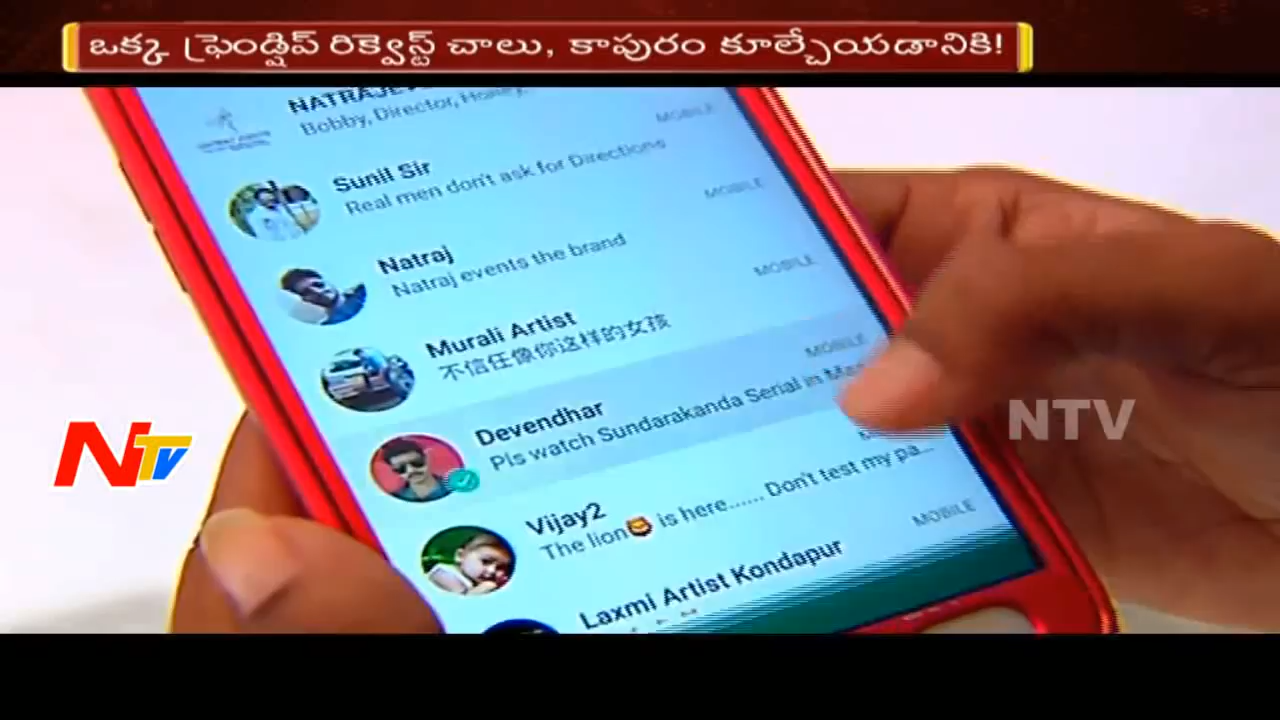 ఒక్క ఫ్రెండ్షిప్ రిక్వెస్ట్ చాలు, కాపురం కూల్చేయడానికి!
Bobby, Director, Honey,
MOBILE
Sunil Sir
Real men don't ask for Directions
MOBILE
Natraj
Natraj events the brand
MOBILE
Murali Artist
不信任像你这样的女孩
MOBILE
Devendhar
Pls watch Sundarakanda Serial in
Vijay2
The lion🦁 is here...... Don't test my pa...
MOBILE
Laxmi Artist Kondapur
NTV
NTV